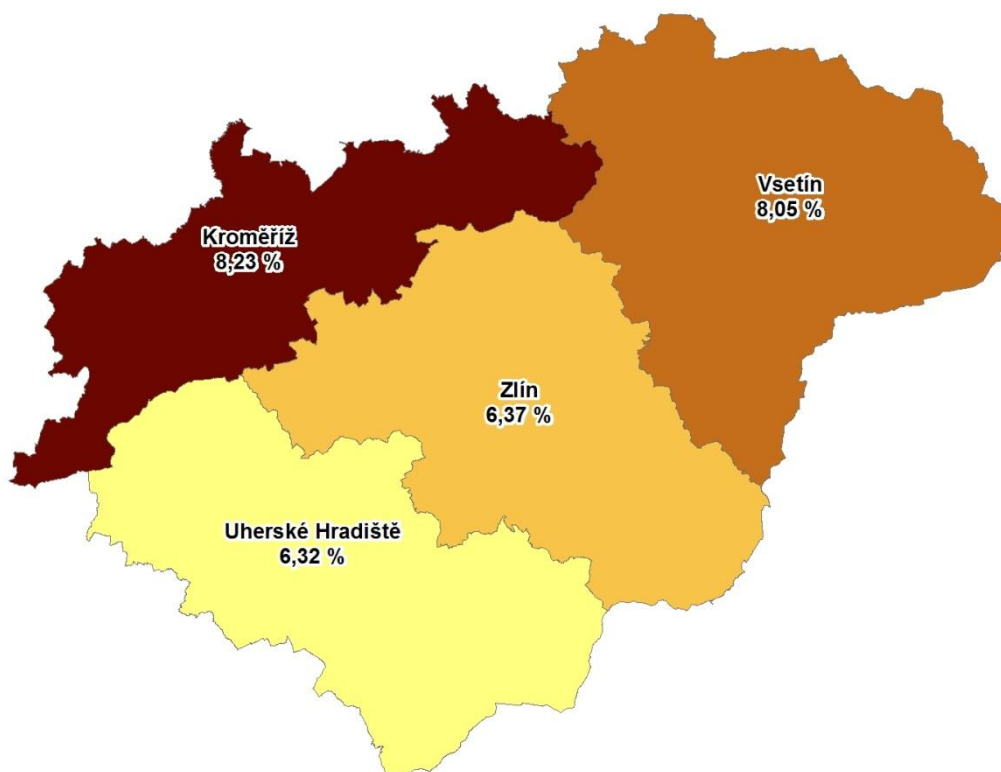 Vsetín
8,05 %
Kroměříž
8,23 %
Zlín
6,37 %
Uherské Hradiště
6,32 %